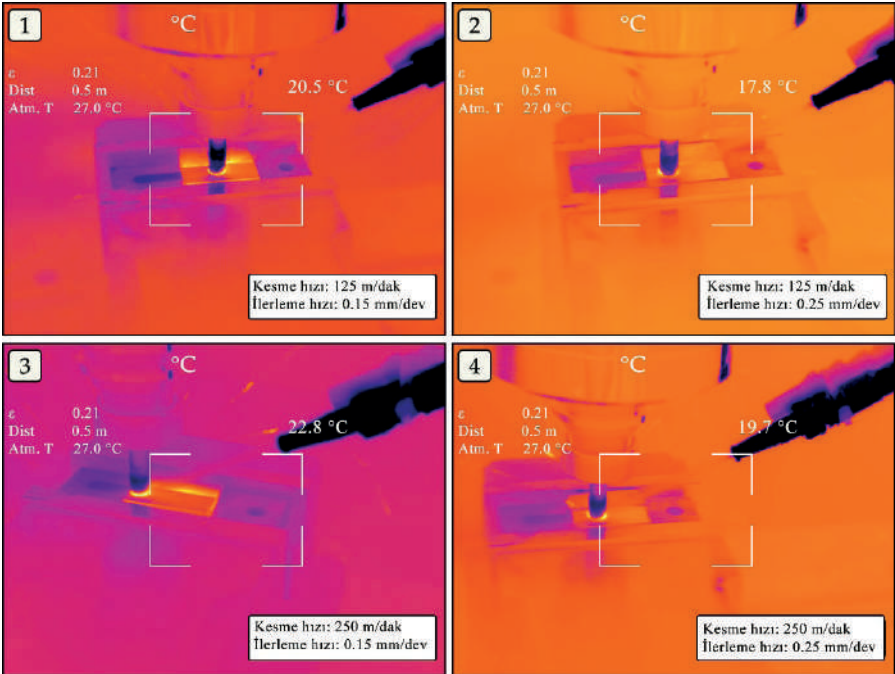 1
°C
ε 0.21
Dist 0.5 m
Atm. T 27.0 °C
20.5 °C
Kesme hızı: 125 m/dak
İlerleme hızı: 0.15 mm/dev
2
°C
ε 0.21
Dist 0.5 m
Atm. T 27.0 °C
17.8 °C
Kesme hızı: 125 m/dak
İlerleme hızı: 0.25 mm/dev
3
°C
ε 0.21
Dist 0.5 m
Atm. T 27.0 °C
22.8 °C
Kesme hızı: 250 m/dak
İlerleme hızı: 0.15 mm/dev
4
°C
ε 0.21
Dist 0.5 m
Atm. T 27.0 °C
19.7 °C
Kesme hızı: 250 m/dak
İlerleme hızı: 0.25 mm/dev